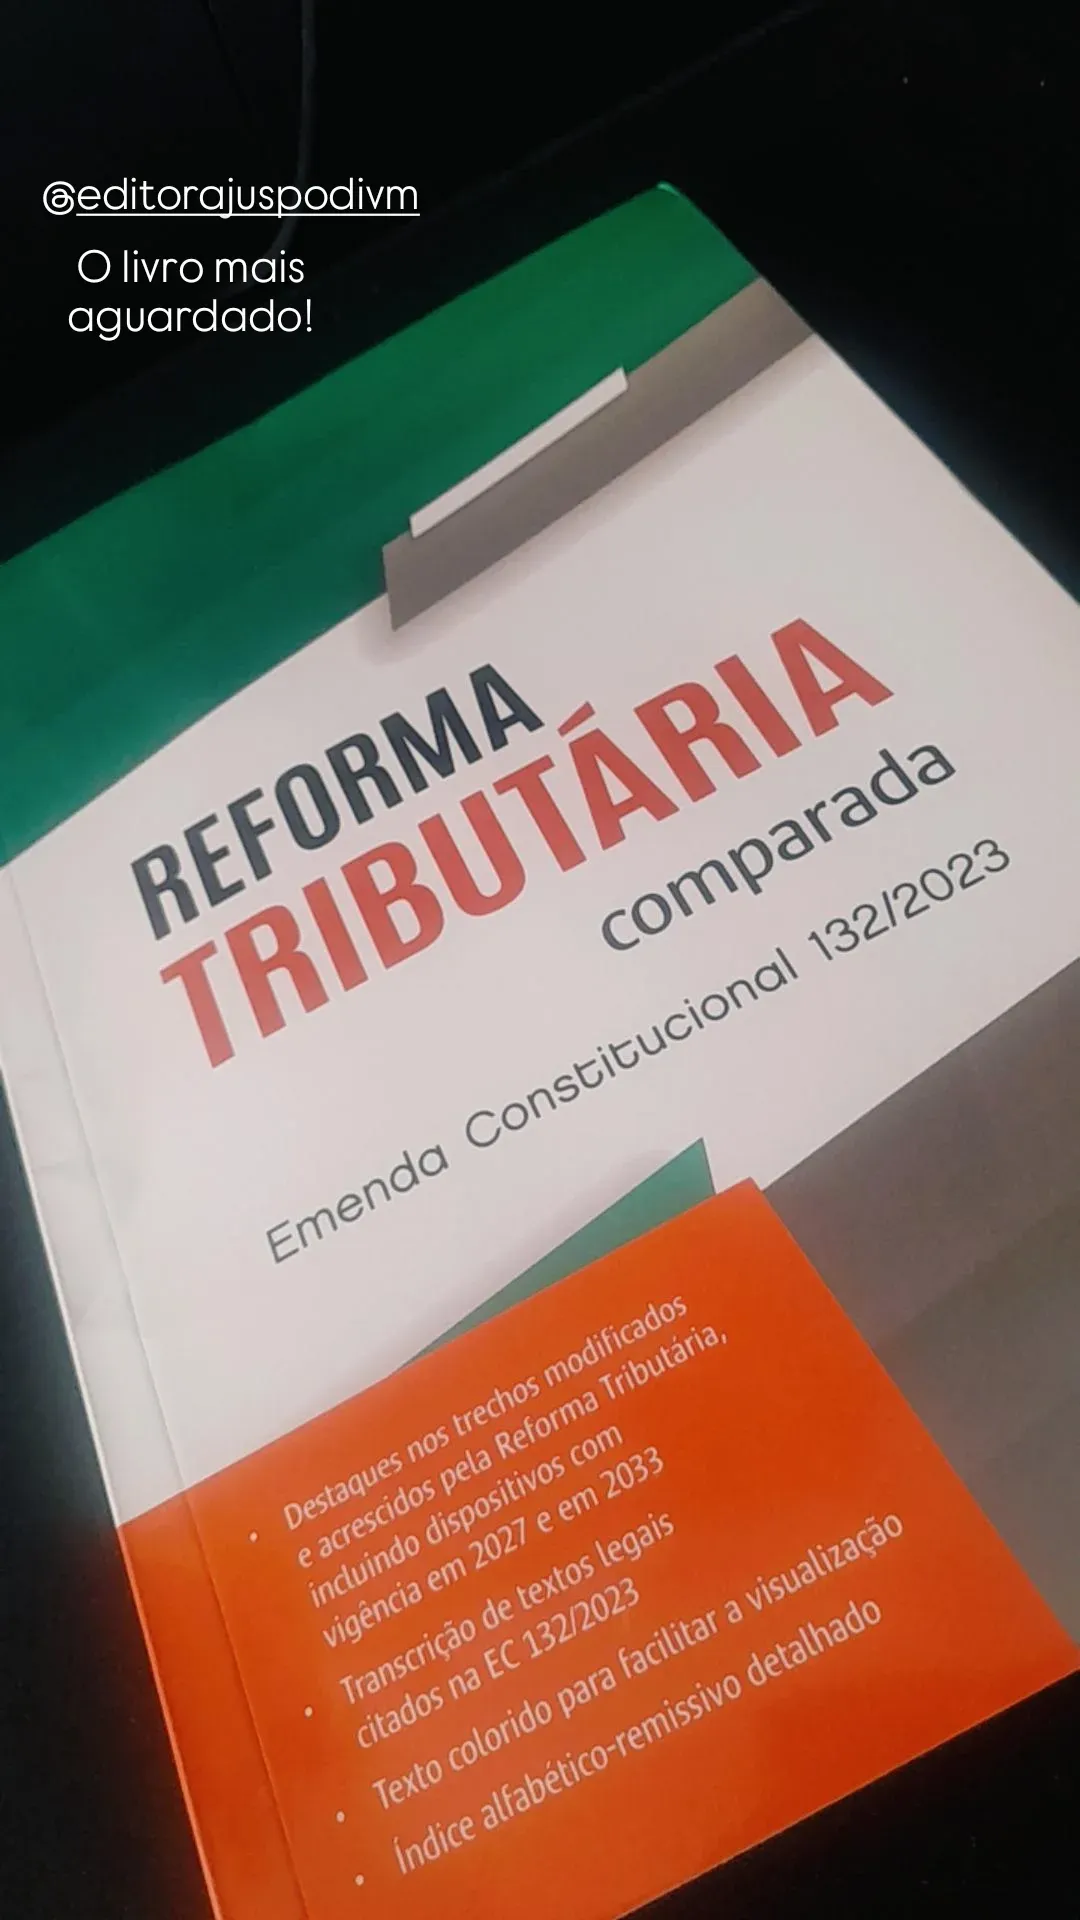 @editorajuspodivm
O livro mais
aguardado!
REFORMA
TRIBUTÁRIA
comparada
Emenda Constitucional 132/2023
• Destaques nos trechos modificados
e acrescidos pela Reforma Tributária,
incluindo dispositivos com
vigência em 2027 e em 2033
• Transcrição de textos legais
citados na EC 132/2023
• Texto colorido para facilitar a visualização
• Índice alfabético-remissivo detalhado